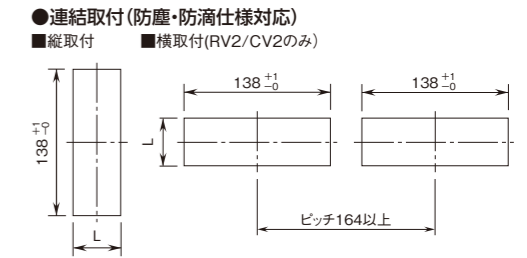 ●連結取付（防塵・防滴仕様対応）
■縦取付　■横取付(RV2/CV2のみ)
138 +1 −0
L
138 +1 −0
138 +1 −0
L
ピッチ164以上